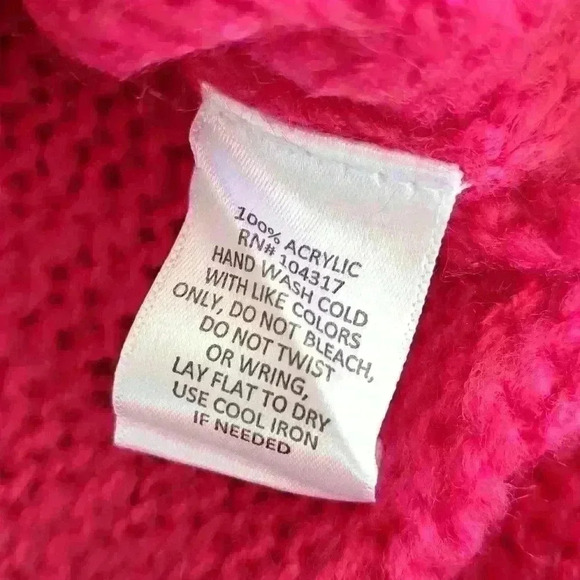 100% ACRYLIC
RN# 104317
HAND WASH COLD
WITH LIKE COLORS
ONLY, DO NOT BLEACH,
DO NOT TWIST
OR WRING,
LAY FLAT TO DRY
USE COOL IRON
IF NEEDED